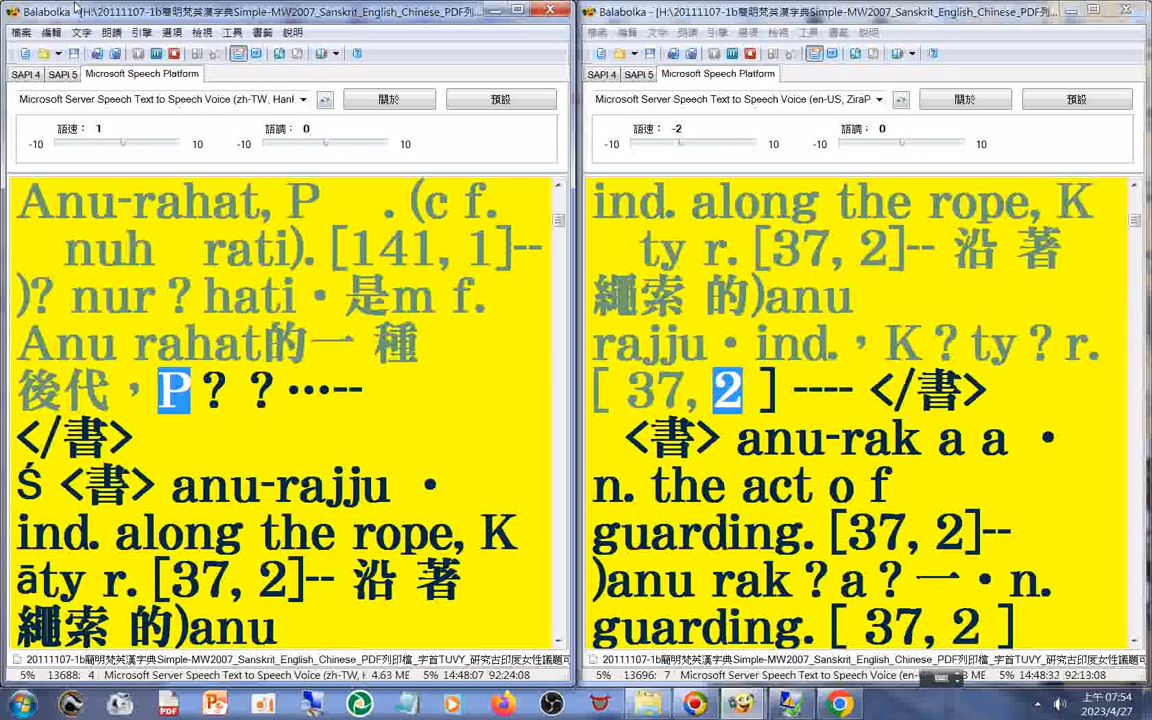 Balabolka - [H:\20111107-1b簡明梵英漢字典Simple-MW2007_Sanskrit_English_Chinese_PDF列...
檔案 編輯 文字 朗讀 引擎 選項 檢視 工具 書籤 說明
SAPI 4 SAPI 5 Microsoft Speech Platform
Microsoft Server Speech Text to Speech Voice (zh-TW, HanH
關於 預設
語速： 1 語調： 0
-10 10 -10 10
Anu-rahat, P . (c f.
nuh rati). [141, 1]--
)? nur ? hati・是m f.
Anu rahat的一 種
後代，P ? ? …--
</書>
Ś <書> anu-rajju ・
ind. along the rope, K
āty r. [37, 2]-- 沿 著
繩索 的)anu
20111107-1b簡明梵英漢字典Simple-MW2007_Sanskrit_English_Chinese_PDF列印檔_字首TUVY_研究古印度女性議題可
5% 13688: 4 Microsoft Server Speech Text to Speech Voice (zh-TW, H 4.63 ME 5% 14:48:07 92:24:08
Balabolka - [H:\20111107-1b簡明梵英漢字典Simple-MW2007_Sanskrit_English_Chinese_PDF列...
檔案 編輯 文字 朗讀 引擎 選項 檢視 工具 書籤 說明
SAPI 4 SAPI 5 Microsoft Speech Platform
Microsoft Server Speech Text to Speech Voice (en-US, ZiraP
關於 預設
語速： -2 語調： 0
-10 10 -10 10
ind. along the rope, K
ty r. [37, 2]-- 沿 著
繩索 的)anu
rajju・ind.，K ? ty ? r.
[ 37, 2 ] ---- </書>
<書> anu-rak a a ・
n. the act o f
guarding. [37, 2]--
)anu rak ? a ? 一・n.
guarding. [ 37, 2 ]
20111107-1b簡明梵英漢字典Simple-MW2007_Sanskrit_English_Chinese_PDF列印檔_字首TUVY_研究古印度女性議題可
5% 13696: 7 Microsoft Server Speech Text to Speech Voice (en-US, 3 ME 5% 14:48:32 92:13:08
上午 07:54
2023/4/27